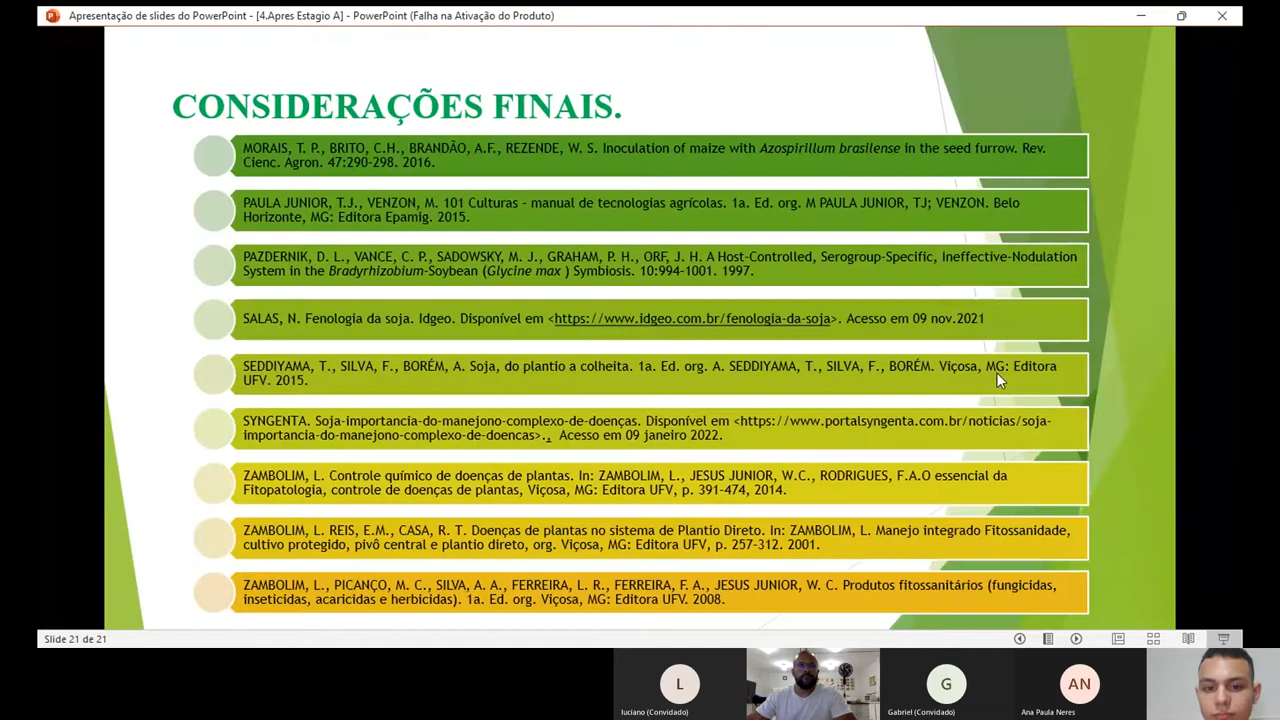 Apresentação de slides do PowerPoint - [4.Apres Estagio A] - PowerPoint (Falha na Ativação do Produto)
CONSIDERAÇÕES FINAIS.
MORAIS, T. P., BRITO, C.H., BRANDÃO, A.F., REZENDE, W. S. Inoculation of maize with Azospirillum brasilense in the seed furrow. Rev.
Cienc. Agron. 47:290-298. 2016.
PAULA JUNIOR, T.J., VENZON, M. 101 Culturas – manual de tecnologias agrícolas. 1a. Ed. org. M PAULA JUNIOR, TJ; VENZON. Belo
Horizonte, MG: Editora Epamig. 2015.
PAZDERNIK, D. L., VANCE, C. P., SADOWSKY, M. J., GRAHAM, P. H., ORF, J. H. A Host-Controlled, Serogroup-Specific, Ineffective-Nodulation
System in the Bradyrhizobium-Soybean (Glycine max ) Symbiosis. 10:994–1001. 1997.
SALAS, N. Fenologia da soja. Idgeo. Disponível em <https://www.idgeo.com.br/fenologia-da-soja>. Acesso em 09 nov.2021
SEDDIYAMA, T., SILVA, F., BORÉM, A. Soja, do plantio a colheita. 1a. Ed. org. A. SEDDIYAMA, T., SILVA, F., BORÉM. Viçosa, MG: Editora
UFV. 2015.
SYNGENTA. Soja-importancia-do-manejono-complexo-de-doenças. Disponível em <https://www.portalsyngenta.com.br/noticias/soja-
importancia-do-manejono-complexo-de-doencas>., Acesso em 09 janeiro 2022.
ZAMBOLIM, L. Controle químico de doenças de plantas. In: ZAMBOLIM, L., JESUS JUNIOR, W.C., RODRIGUES, F.A.O essencial da
Fitopatologia, controle de doenças de plantas, Viçosa, MG: Editora UFV, p. 391-474, 2014.
ZAMBOLIM, L. REIS, E.M., CASA, R. T. Doenças de plantas no sistema de Plantio Direto. In: ZAMBOLIM, L. Manejo integrado Fitossanidade,
cultivo protegido, pivô central e plantio direto, org. Viçosa, MG: Editora UFV, p. 257-312. 2001.
ZAMBOLIM, L., PICANÇO, M. C., SILVA, A. A., FERREIRA, L. R., FERREIRA, F. A., JESUS JUNIOR, W. C. Produtos fitossanitários (fungicidas,
inseticidas, acaricidas e herbicidas). 1a. Ed. org. Viçosa, MG: Editora UFV. 2008.
Slide 21 de 21
L
G
AN
luciano (Convidado)
Gabriel (Convidado)
Ana Paula Neres